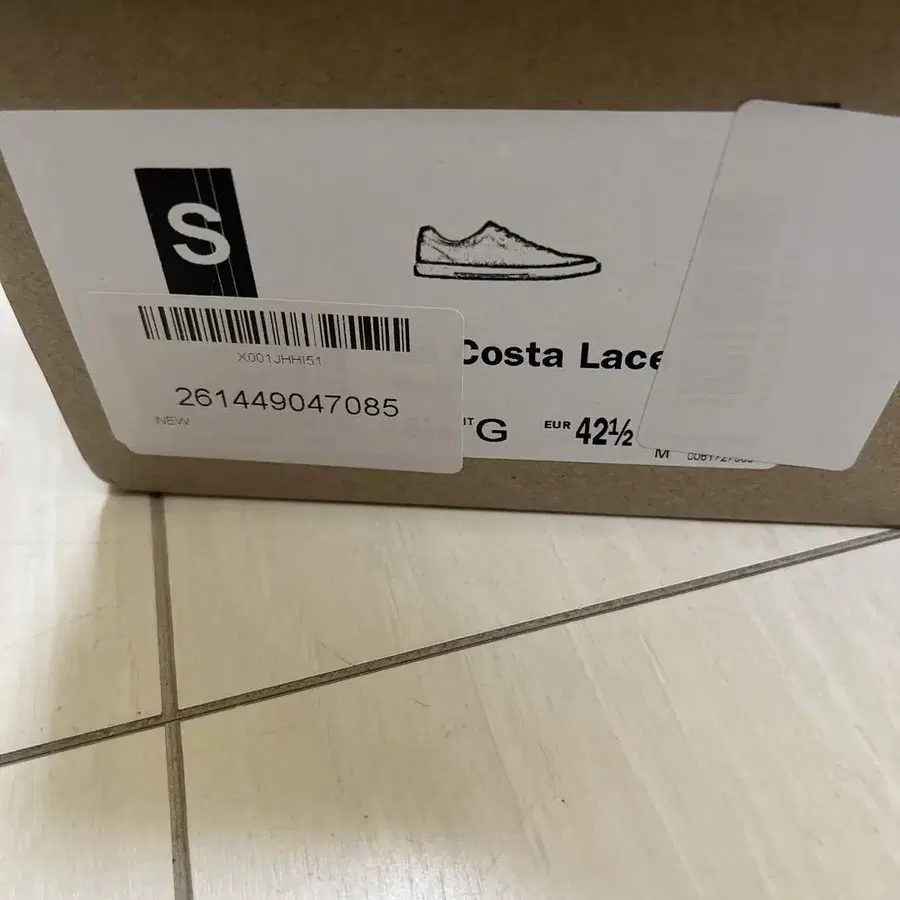 S
X001JHHI51
261449047085
NEW
Costa Lace
G
EUR 42½
M